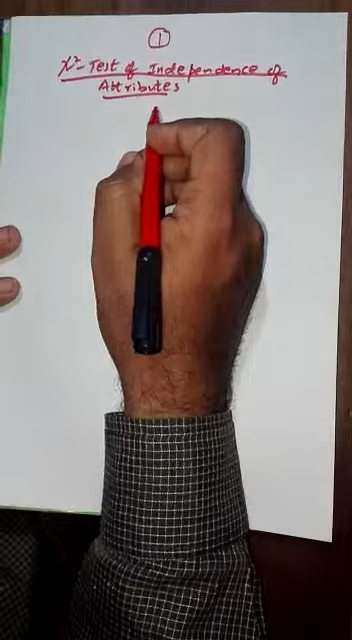 ①
χ²-Test of Independence of
Attributes